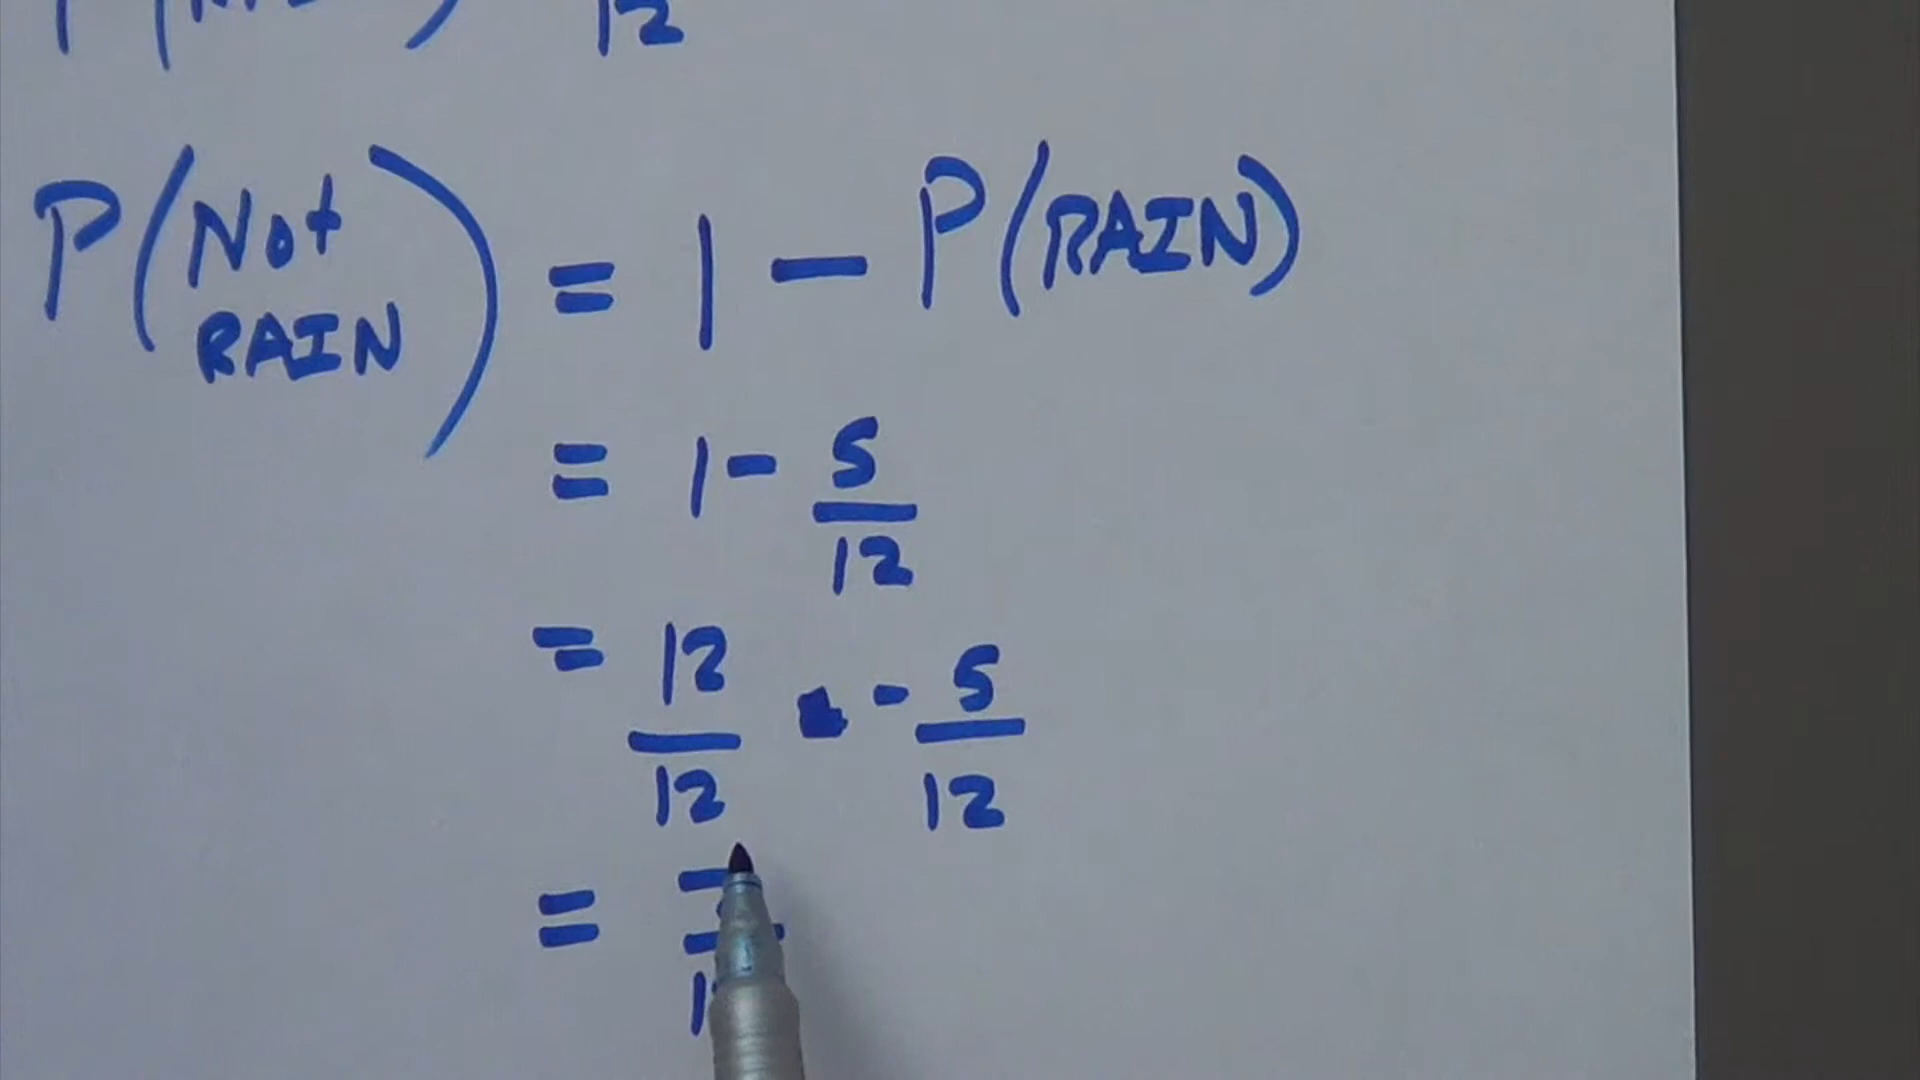 12
P(Not RAIN) = 1 - P(RAIN)
= 1 - 5/12
= 12/12 - 5/12
=